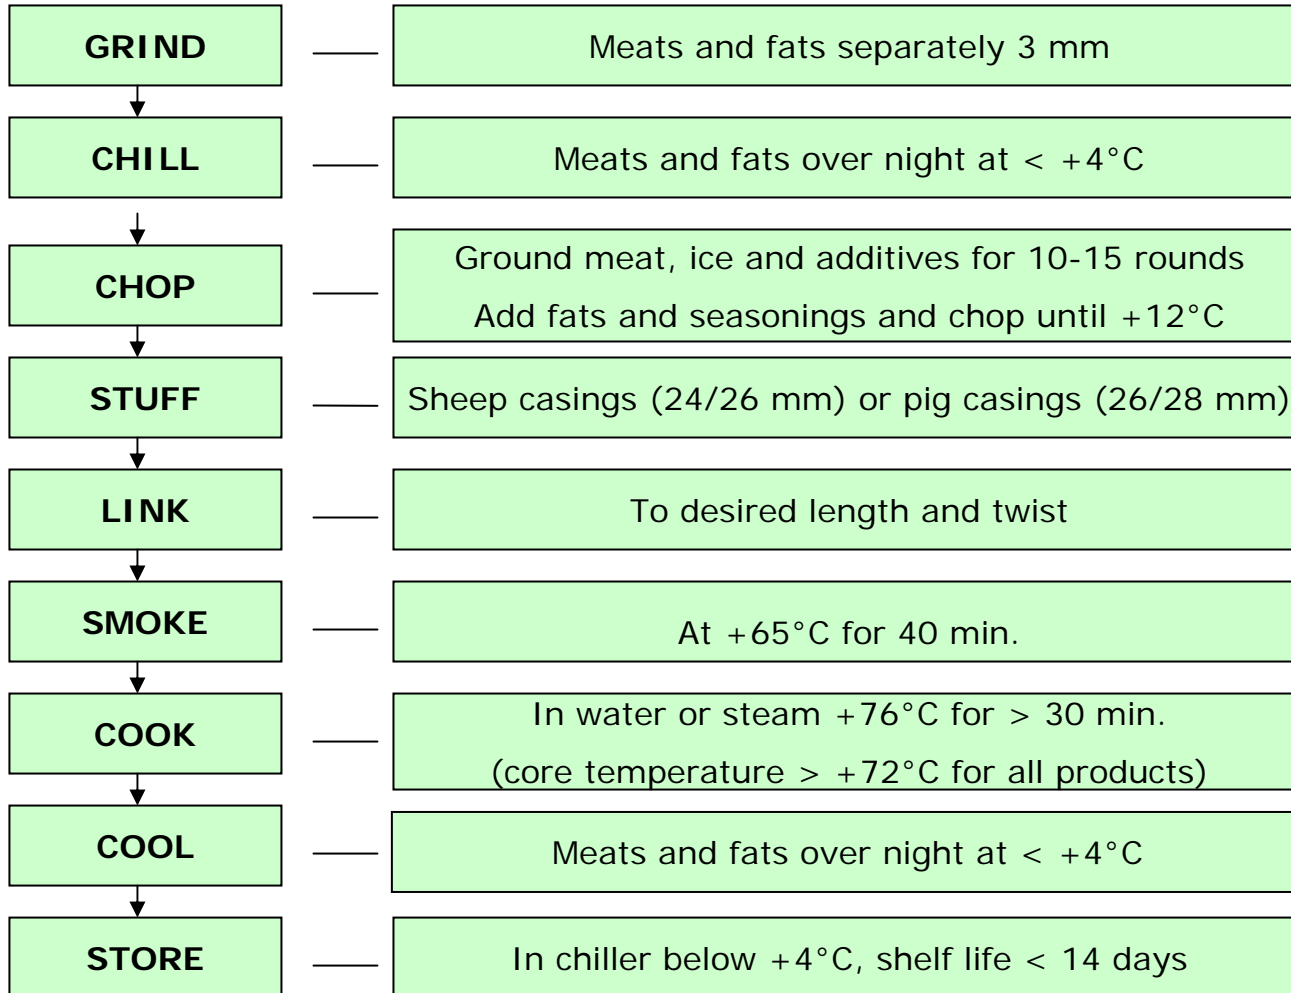 GRIND
Meats and fats separately 3 mm
CHILL
Meats and fats over night at < +4°C
CHOP
Ground meat, ice and additives for 10-15 rounds
Add fats and seasonings and chop until +12°C
STUFF
Sheep casings (24/26 mm) or pig casings (26/28 mm)
LINK
To desired length and twist
SMOKE
At +65°C for 40 min.
COOK
In water or steam +76°C for > 30 min.
(core temperature > +72°C for all products)
COOL
Meats and fats over night at < +4°C
STORE
In chiller below +4°C, shelf life < 14 days